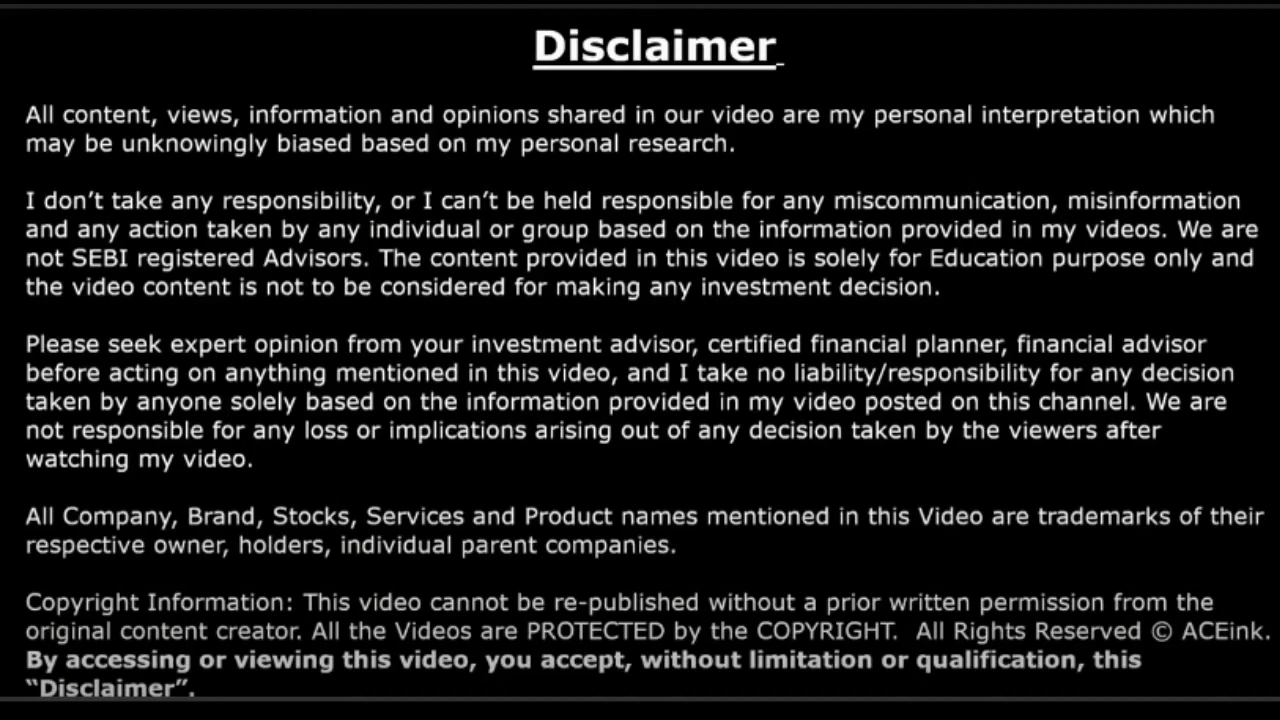 Disclaimer
All content, views, information and opinions shared in our video are my personal interpretation which
may be unknowingly biased based on my personal research.
I don’t take any responsibility, or I can’t be held responsible for any miscommunication, misinformation
and any action taken by any individual or group based on the information provided in my videos. We are
not SEBI registered Advisors. The content provided in this video is solely for Education purpose only and
the video content is not to be considered for making any investment decision.
Please seek expert opinion from your investment advisor, certified financial planner, financial advisor
before acting on anything mentioned in this video, and I take no liability/responsibility for any decision
taken by anyone solely based on the information provided in my video posted on this channel. We are
not responsible for any loss or implications arising out of any decision taken by the viewers after
watching my video.
All Company, Brand, Stocks, Services and Product names mentioned in this Video are trademarks of their
respective owner, holders, individual parent companies.
Copyright Information: This video cannot be re-published without a prior written permission from the
original content creator. All the Videos are PROTECTED by the COPYRIGHT.  All Rights Reserved © ACEink.
By accessing or viewing this video, you accept, without limitation or qualification, this
“Disclaimer”.